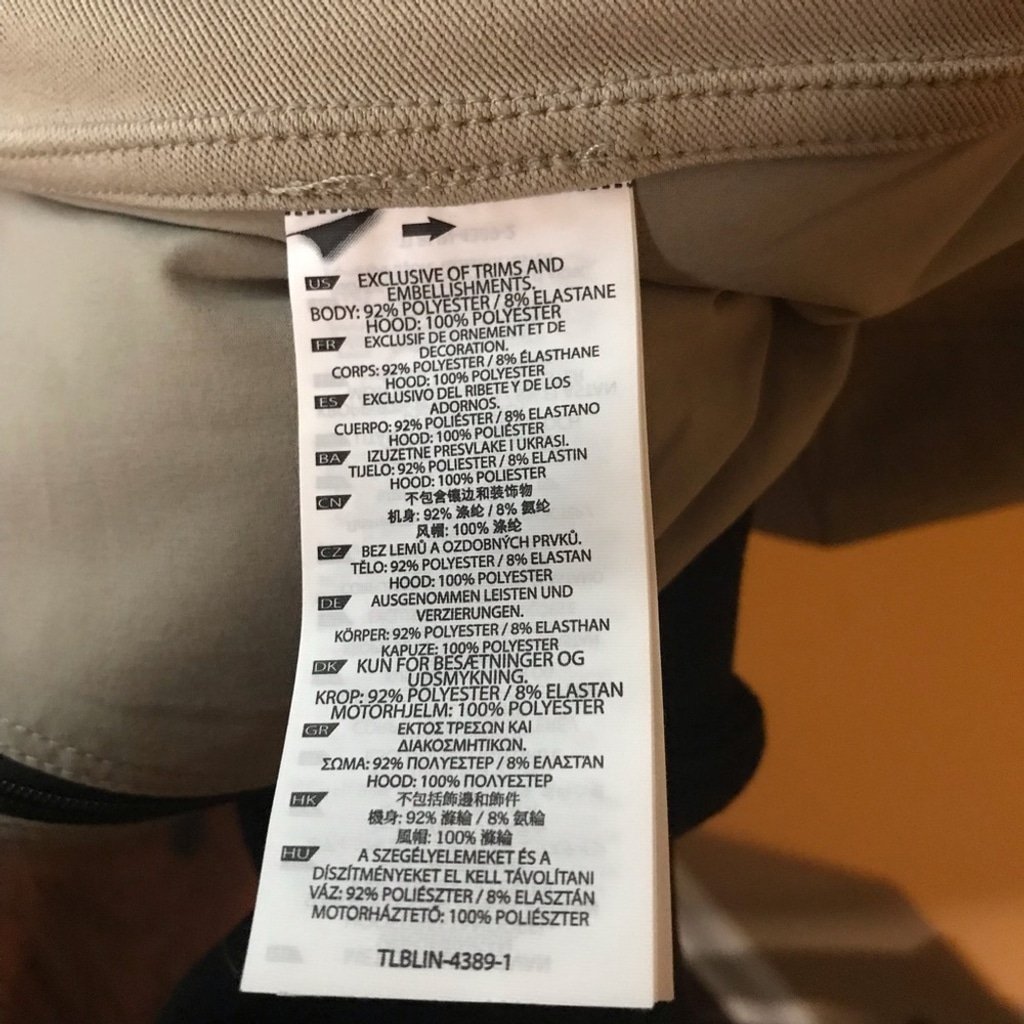 US EXCLUSIVE OF TRIMS AND
EMBELLISHMENTS.
BODY: 92% POLYESTER / 8% ELASTANE
HOOD: 100% POLYESTER
FR EXCLUSIF DE ORNEMENT ET DE
DECORATION.
CORPS: 92% POLYESTER / 8% ÉLASTHANE
HOOD: 100% POLYESTER
ES EXCLUSIVO DEL RIBETE Y DE LOS
ADORNOS.
CUERPO: 92% POLIÉSTER / 8% ELASTANO
HOOD: 100% POLIÉSTER
BA IZUZETNE PRESVLAKE I UKRASI.
TIJELO: 92% POLIESTER / 8% ELASTIN
HOOD: 100% POLIESTER
CN 不包含镶边和装饰物
机身: 92% 涤纶 / 8% 氨纶
风帽: 100% 涤纶
CZ BEZ LEMŮ A OZDOBNÝCH PRVKŮ.
TĚLO: 92% POLYESTER / 8% ELASTAN
HOOD: 100% POLYESTER
DE AUSGENOMMEN LEISTEN UND
VERZIERUNGEN.
KÖRPER: 92% POLYESTER / 8% ELASTHAN
KAPUZE: 100% POLYESTER
DK KUN FOR BESÆTNINGER OG
UDSMYKNING.
KROP: 92% POLYESTER / 8% ELASTAN
MOTORHJELM: 100% POLYESTER
GR ΕΚΤΟΣ ΤΡΕΣΩΝ ΚΑΙ
ΔΙΑΚΟΣΜΗΤΙΚΩΝ.
ΣΩΜΑ: 92% ΠΟΛΥΕΣΤΕΡ / 8% ΕΛΑΣΤΆΝ
HOOD: 100% ΠΟΛΥΕΣΤΕΡ
HK 不包括飾邊和飾件
機身: 92% 滌綸 / 8% 氨綸
風帽: 100% 滌綸
HU A SZEGÉLYELEMEKET ÉS A
DÍSZÍTMÉNYEKET EL KELL TÁVOLÍTANI
VÁZ: 92% POLIÉSZTER / 8% ELASZTÁN
MOTORHÁZTETŐ: 100% POLIÉSZTER
TLBLIN-4389-1